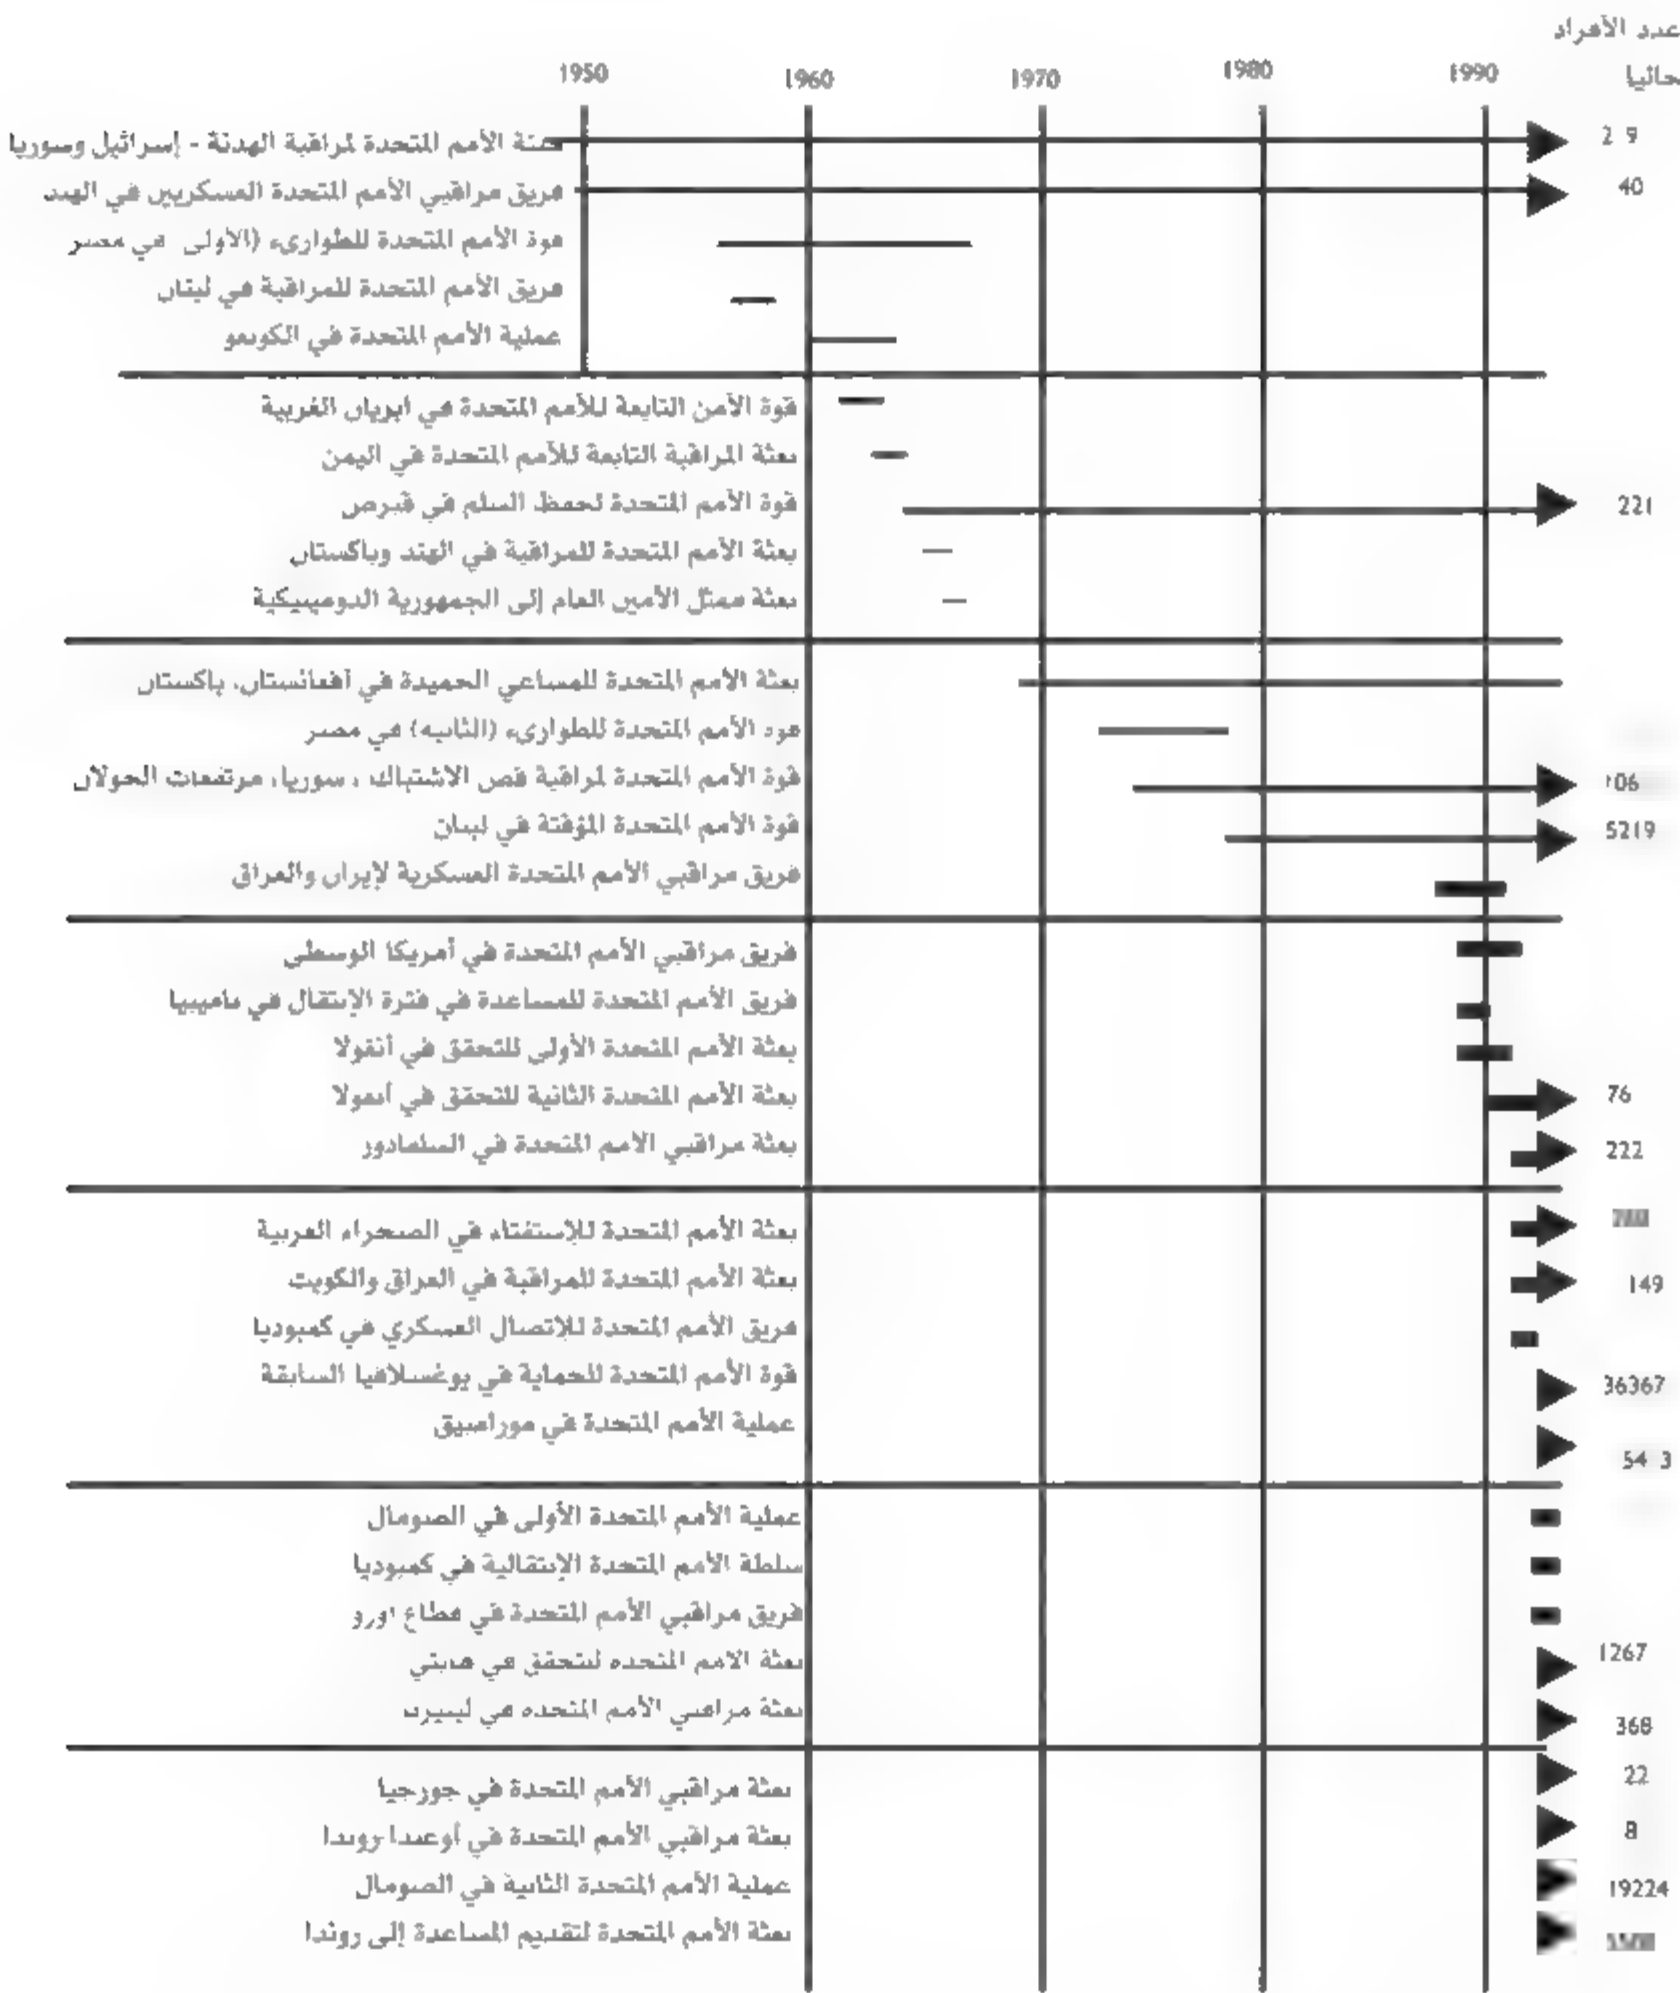 عدد الأفراد
حاليا
1950 1960 1970 1980 1990
بعثة الأمم المتحدة لمراقبة الهدنة - إسرائيل وسوريا 2 9
فريق مراقبي الأمم المتحدة العسكريين في الهند 40
قوة الأمم المتحدة للطوارىء (الأولى في مصر
فريق الأمم المتحدة للمراقبة في لبنان
عملية الأمم المتحدة في الكونغو
قوة الأمن التابعة للأمم المتحدة في ايريان الغربية
بعثة المراقبة التابعة للأمم المتحدة في اليمن
قوة الأمم المتحدة لحفظ السلم في قبرص 221
بعثة الأمم المتحدة للمراقبة في الهند وباكستان
بعثة ممثل الأمين العام إلى الجمهورية الدومينيكية
بعثة الأمم المتحدة للمساعي الحميدة في أفغانستان، باكستان
الأمم المتحدة للطوارىء (الثانية) في مصر
قوة الأمم المتحدة لمراقبة فض الاشتباك ، سوريا، مرتفعات الجولان 106
قوة الأمم المتحدة المؤقتة في لبنان 5219
فريق مراقبي الأمم المتحدة العسكرية لإيران والعراق
فريق مراقبي الأمم المتحدة في أمريكا الوسطى
فريق الأمم المتحدة للمساعدة في فترة الإنتقال في ناميبيا
بعثة الأمم المتحدة الأولى للتحقق في أنغولا
بعثة الأمم المتحدة الثانية للتحقق في أنغولا 76
بعثة مراقبي الأمم المتحدة في السلفادور 222
بعثة الأمم المتحدة للإستفتاء في الصحراء الغربية
بعثة الأمم المتحدة للمراقبة في العراق والكويت 149
فريق الأمم المتحدة للإتصال العسكري في كمبوديا
قوة الأمم المتحدة للحماية في يوغسلافيا السابقة 36367
عملية الأمم المتحدة في موزامبيق 54 3
عملية الأمم المتحدة الأولى في الصومال
سلطة الأمم المتحدة الإنتقالية في كمبوديا
فريق مراقبي الأمم المتحدة في قطاع اوزو
بعثة الامم المتحدة للتحقق في هايتي 1267
بعثة مراقبي الأمم المتحدة في ليبيريا 368
بعثة مراقبي الأمم المتحدة في جورجيا 22
بعثة مراقبي الأمم المتحدة في أوغندا-روندا 8
عملية الأمم المتحدة الثانية في الصومال 19224
بعثة الأمم المتحدة لتقديم المساعدة إلى روندا